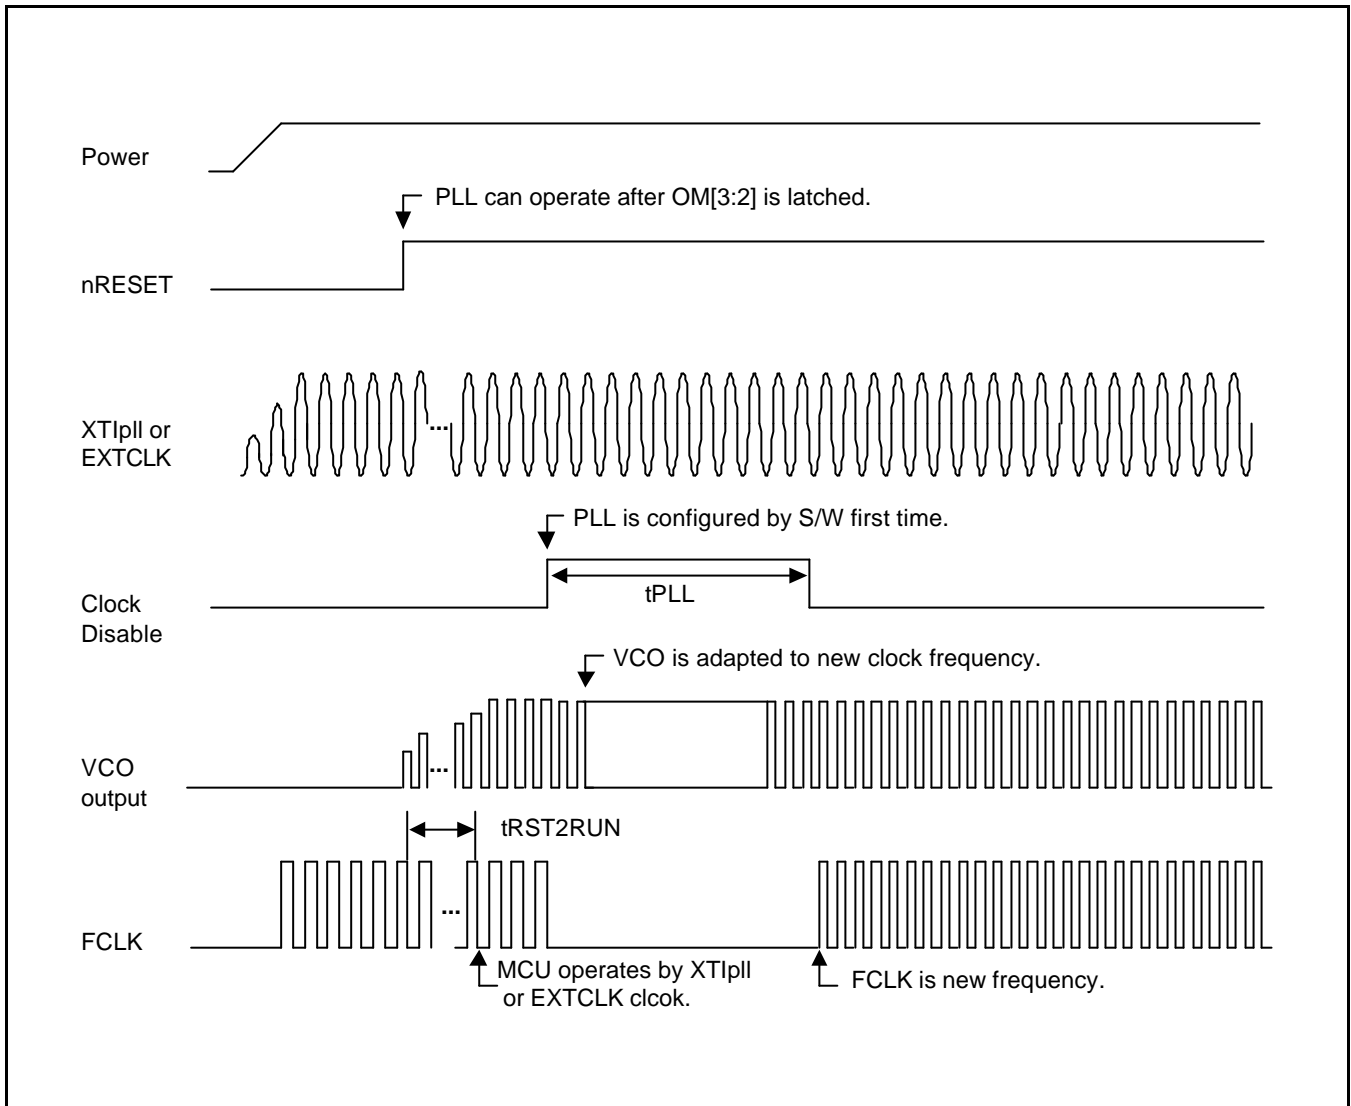 Power
PLL can operate after OM[3:2] is latched.
nRESET
XTIpll or
EXTCLK
...
PLL is configured by S/W first time.
tPLL
Clock
Disable
VCO is adapted to new clock frequency.
VCO
output
...
tRST2RUN
FCLK
...
MCU operates by XTIpll
or EXTCLK clcok.
FCLK is new frequency.